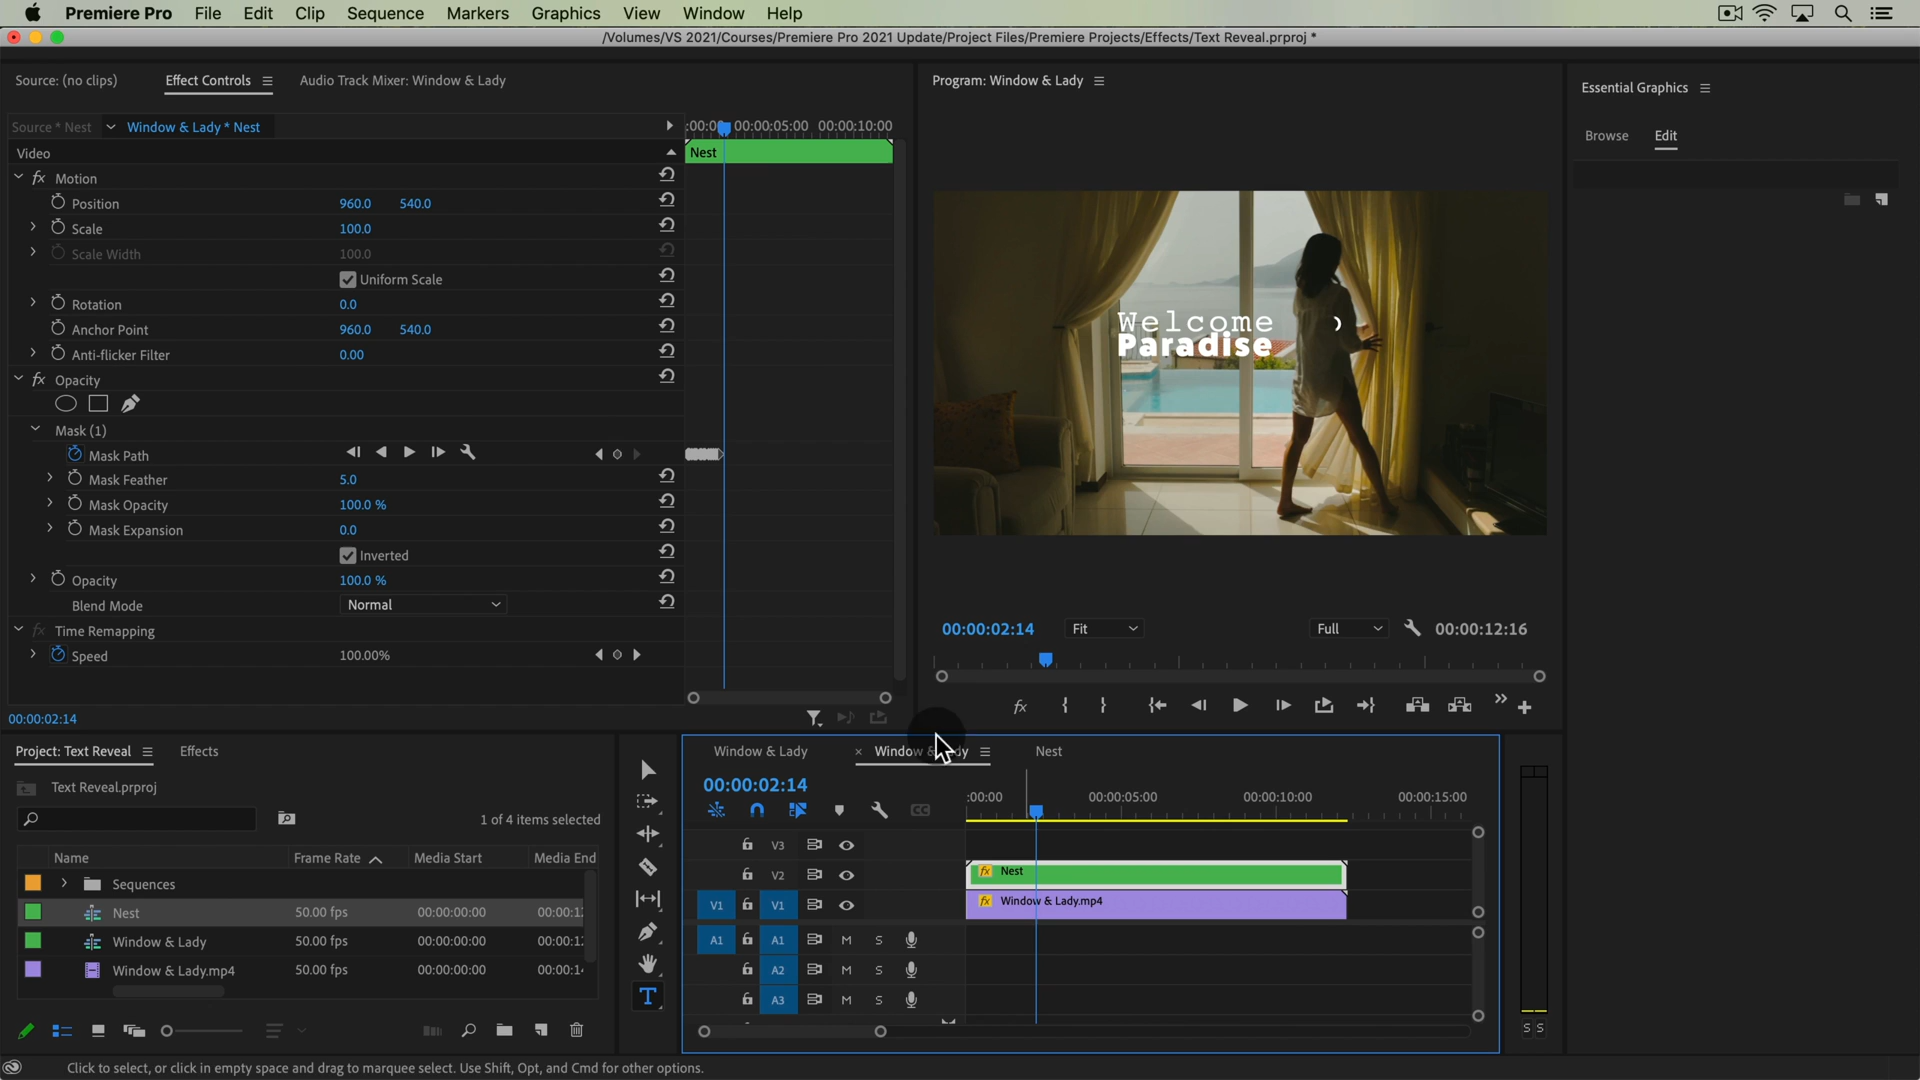 Premiere Pro File Edit Clip Sequence Markers Graphics View Window Help
/Volumes/VS 2021/Courses/Premiere Pro 2021 Update/Project Files/Premiere Projects/Effects/Text Reveal.prproj *
Source: (no clips) Effect Controls Audio Track Mixer: Window & Lady
Source * Nest Window & Lady * Nest
:00:00 00:00:05:00 00:00:10:00
Video
Nest
fx Motion
Position 960.0 540.0
Scale 100.0
Scale Width 100.0
Uniform Scale
Rotation 0.0
Anchor Point 960.0 540.0
Anti-flicker Filter 0.00
fx Opacity
Mask (1)
Mask Path
Mask Feather 5.0
Mask Opacity 100.0 %
Mask Expansion 0.0
Inverted
Opacity 100.0 %
Blend Mode Normal
fx Time Remapping
Speed 100.00%
00:00:02:14
Program: Window & Lady
Welcome
Paradise
00:00:02:14 Fit Full 00:00:12:16
fx
Essential Graphics
Browse Edit
Project: Text Reveal Effects
Text Reveal.prproj
1 of 4 items selected
Name Frame Rate Media Start Media End
Sequences
Nest 50.00 fps 00:00:00:00 00:00:1
Window & Lady 50.00 fps 00:00:00:00 00:00:1
Window & Lady.mp4 50.00 fps 00:00:00:00 00:00:1
T
Window & Lady × Window & Lady Nest
00:00:02:14
CC
:00:00 00:00:05:00 00:00:10:00 00:00:15:00
V3
V2 fx Nest
V1 V1 fx Window & Lady.mp4
A1 A1 M S
A2 M S
A3 M S
S S
Click to select, or click in empty space and drag to marquee select. Use Shift, Opt, and Cmd for other options.